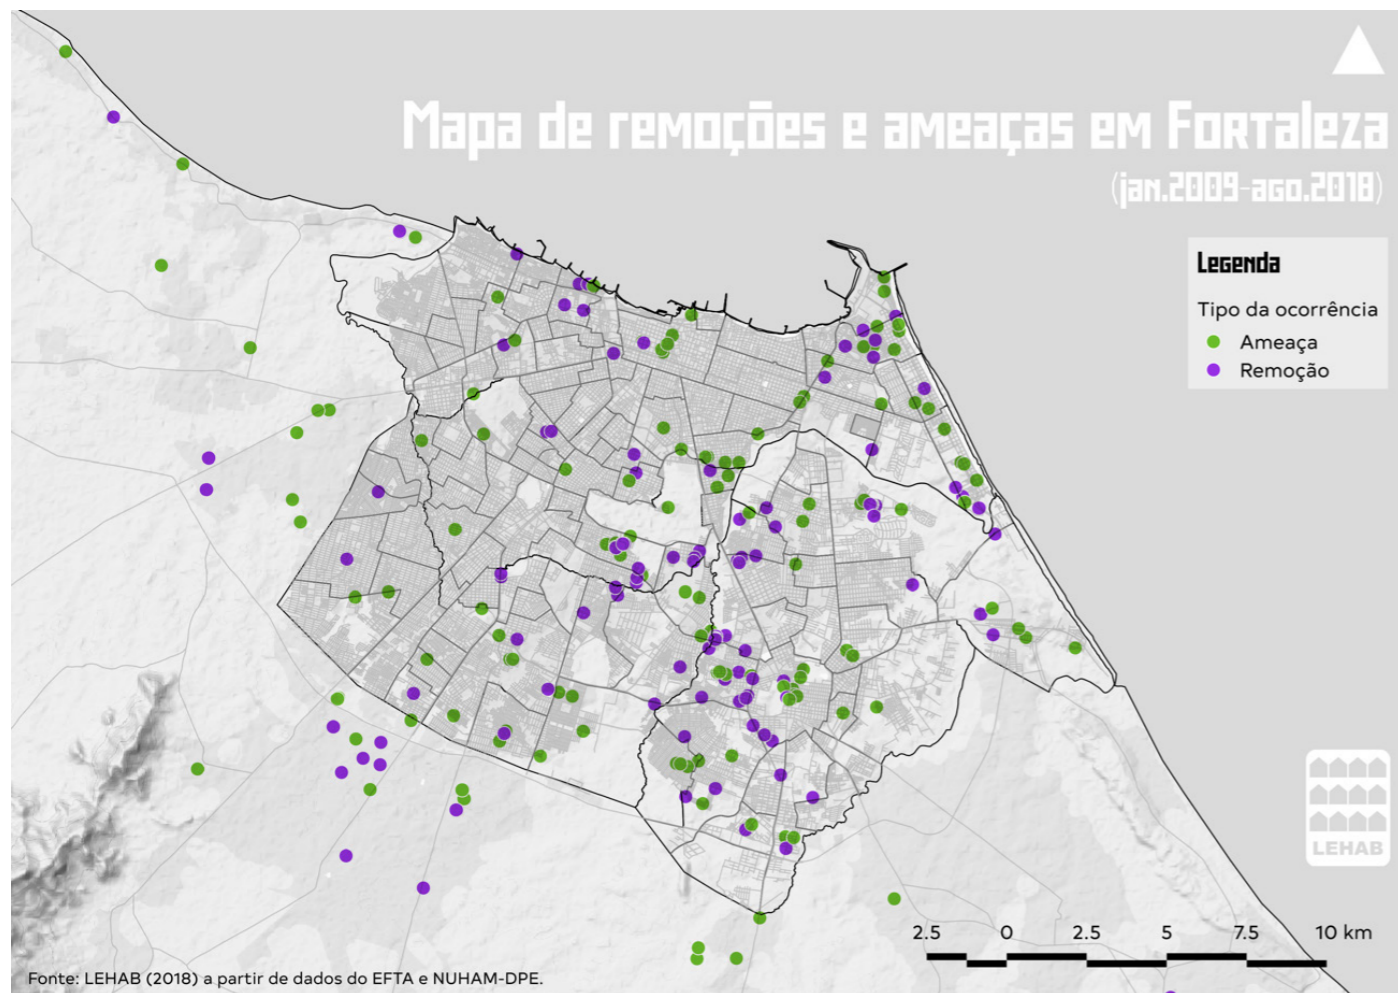 Mapa de remoções e ameaças em Fortaleza
(jan.2009-ago.2018)
Legenda
Tipo da ocorrência
Ameaça
Remoção
LEHAB
2.5 0 2.5 5 7.5 10 km
Fonte: LEHAB (2018) a partir de dados do EFTA e NUHAM-DPE.